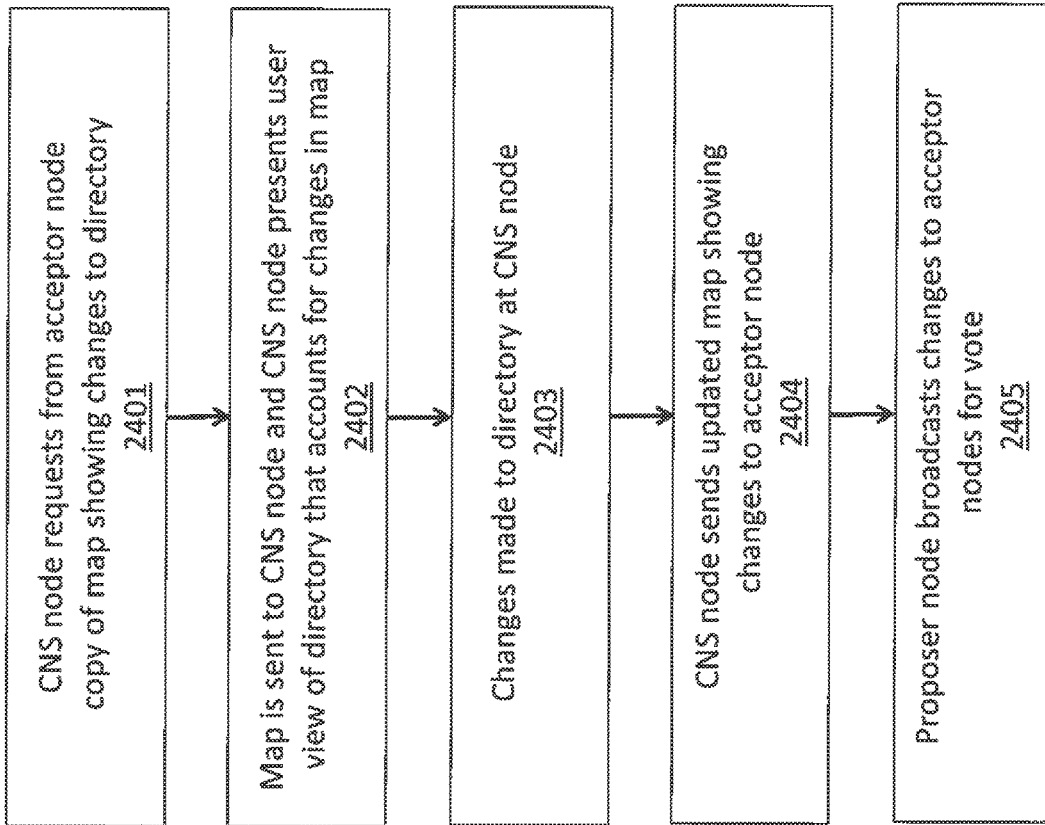 CNS node requests from acceptor node
copy of map showing changes to directory
2401
Map is sent to CNS node and CNS node presents user
view of directory that accounts for changes in map
2402
Changes made to directory at CNS node
2403
CNS node sends updated map showing
changes to acceptor node
2404
Proposer node broadcasts changes to acceptor
nodes for vote
2405